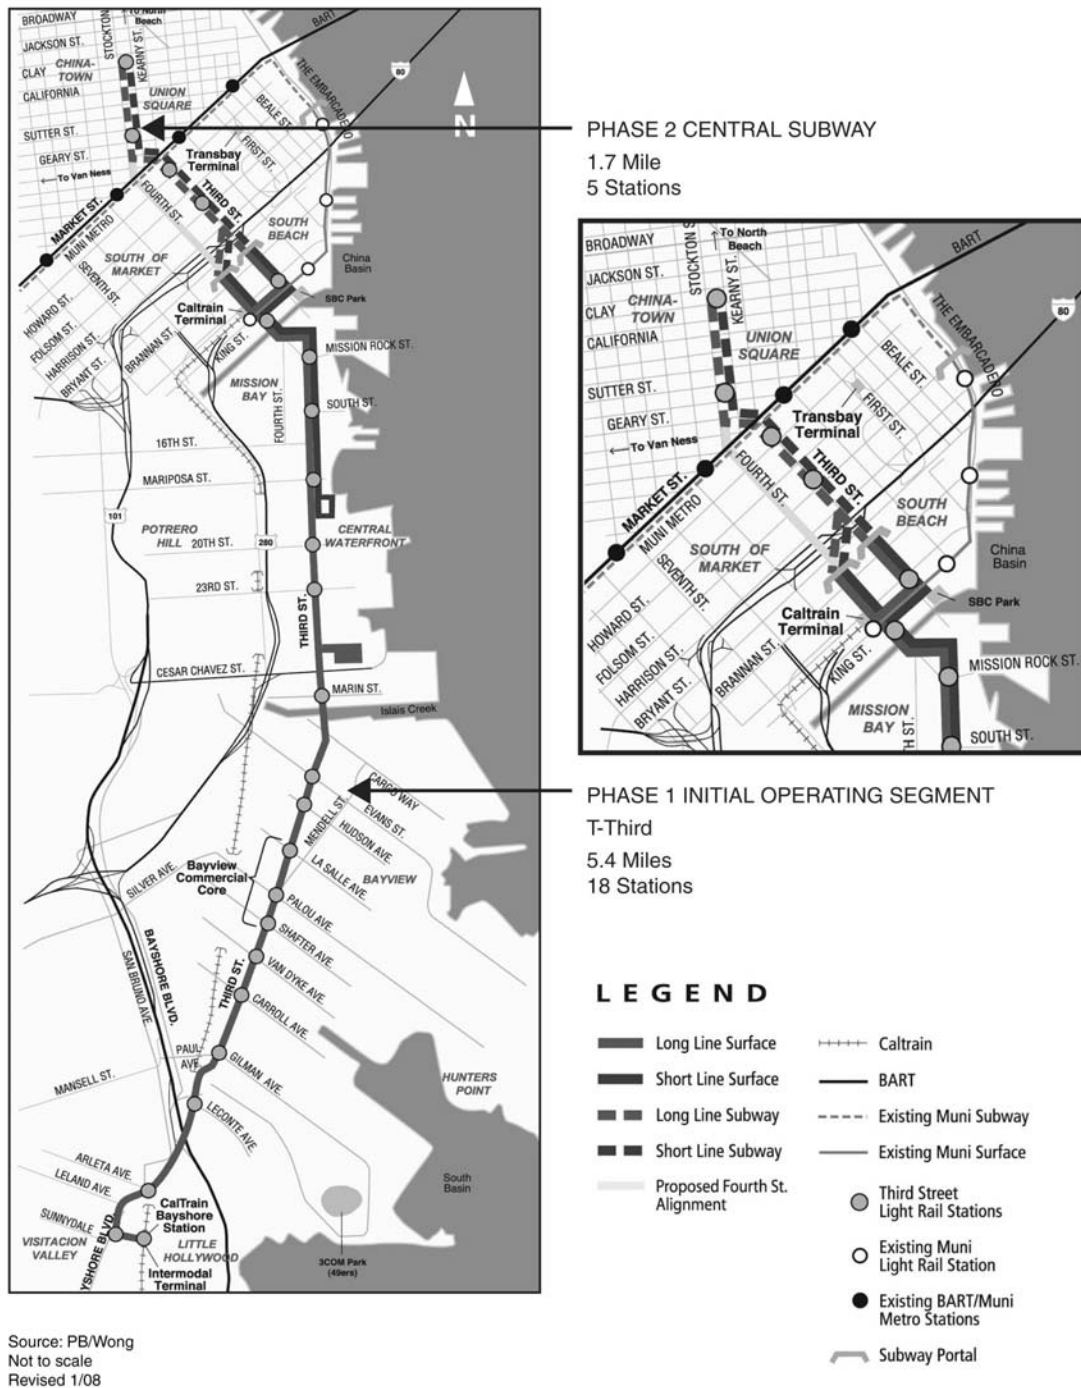 BROADWAY
To North
Beach
JACKSON ST.
STOCKTON
KEARNY ST.
CLAY
CHINA-
TOWN
CALIFORNIA
UNION
SQUARE
SUTTER ST.
GEARY ST.
To Van Ness
BART
80
THE EMBARCADERO
BEALE ST.
FIRST ST.
Transbay
Terminal
N
MARKET ST.
MUNI METRO
FOURTH ST.
THIRD ST.
SOUTH
BEACH
SOUTH OF
MARKET
SEVENTH ST.
HOWARD ST.
FOLSOM ST.
HARRISON ST.
BRYANT ST.
BRANNAN ST.
KING ST.
China
Basin
SBC Park
Caltrain
Terminal
MISSION ROCK ST.
MISSION
BAY
FOURTH ST.
SOUTH ST.
16TH ST.
MARIPOSA ST.
101
POTRERO
HILL
20TH ST.
280
CENTRAL
WATERFRONT
23RD ST.
THIRD ST.
CESAR CHAVEZ ST.
MARIN ST.
Islais Creek
CARGO WAY
MENDELL ST.
EVANS ST.
HUDSON AVE.
LA SALLE AVE.
BAYVIEW
Bayview
Commercial
Core
SILVER AVE.
PALOU AVE.
SHAFTER AVE.
VAN DYKE AVE.
CARROLL AVE.
SAN BRUNO AVE.
BAYSHORE BLVD.
THIRD ST.
PAUL
AVE.
GILMAN AVE.
MANSELL ST.
LECONTE AVE.
HUNTERS
POINT
ARLETA AVE.
LELAND AVE.
SUNNYDALE
VISITACION
VALLEY
YSHORE BLVD.
CalTrain
Bayshore
Station
LITTLE
HOLLYWOOD
Intermodal
Terminal
South
Basin
3COM Park
(49ers)
PHASE 2 CENTRAL SUBWAY
1.7 Mile
5 Stations
BROADWAY
To North
Beach
JACKSON ST.
STOCKTON S
KEARNY ST.
CLAY
CHINA-
TOWN
CALIFORNIA
UNION
SQUARE
SUTTER ST.
GEARY ST.
To Van Ness
BART
80
THE EMBARCADERO
BEALE ST.
FIRST ST.
Transbay
Terminal
MARKET ST.
MUNI METRO
FOURTH ST.
THIRD ST.
SOUTH
BEACH
SOUTH OF
MARKET
SEVENTH ST.
HOWARD ST.
FOLSOM ST.
HARRISON ST.
BRYANT ST.
BRANNAN ST.
KING ST.
China
Basin
SBC Park
Caltrain
Terminal
MISSION ROCK ST.
MISSION
BAY
TH ST.
SOUTH ST.
PHASE 1 INITIAL OPERATING SEGMENT
T-Third
5.4 Miles
18 Stations
LEGEND
Long Line Surface
Short Line Surface
Long Line Subway
Short Line Subway
Proposed Fourth St.
Alignment
Caltrain
BART
Existing Muni Subway
Existing Muni Surface
Third Street
Light Rail Stations
Existing Muni
Light Rail Station
Existing BART/Muni
Metro Stations
Subway Portal
Source: PB/Wong
Not to scale
Revised 1/08